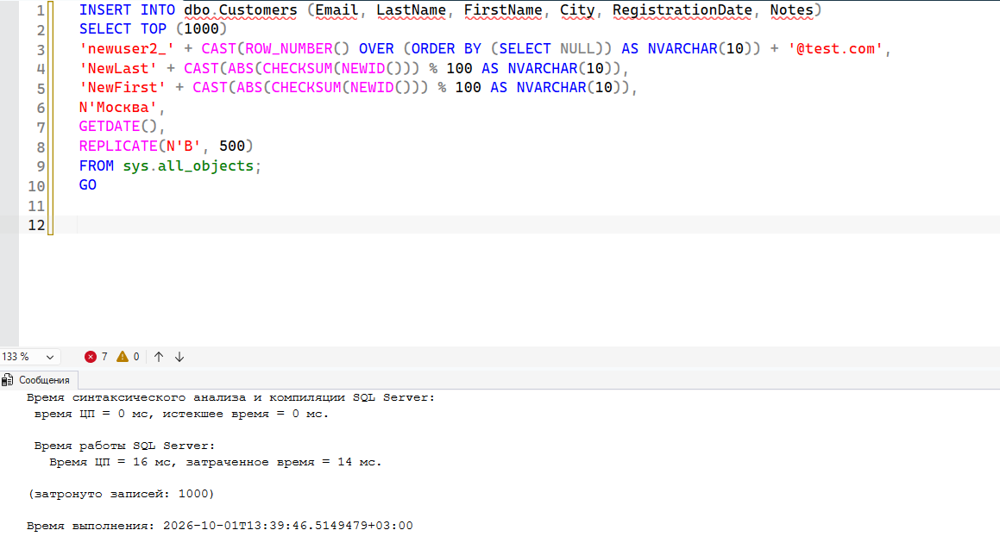 1 INSERT INTO dbo.Customers (Email, LastName, FirstName, City, RegistrationDate, Notes)
2 SELECT TOP (1000)
3 'newuser2_' + CAST(ROW_NUMBER() OVER (ORDER BY (SELECT NULL)) AS NVARCHAR(10)) + '@test.com',
4 'NewLast' + CAST(ABS(CHECKSUM(NEWID())) % 100 AS NVARCHAR(10)),
5 'NewFirst' + CAST(ABS(CHECKSUM(NEWID())) % 100 AS NVARCHAR(10)),
6 N'Москва',
7 GETDATE(),
8 REPLICATE(N'B', 500)
9 FROM sys.all_objects;
10 GO
11
12
133 % 7 0
Сообщения
Время синтаксического анализа и компиляции SQL Server:
время ЦП = 0 мс, истекшее время = 0 мс.
Время работы SQL Server:
Время ЦП = 16 мс, затраченное время = 14 мс.
(затронуто записей: 1000)
Время выполнения: 2026-10-01T13:39:46.5149479+03:00